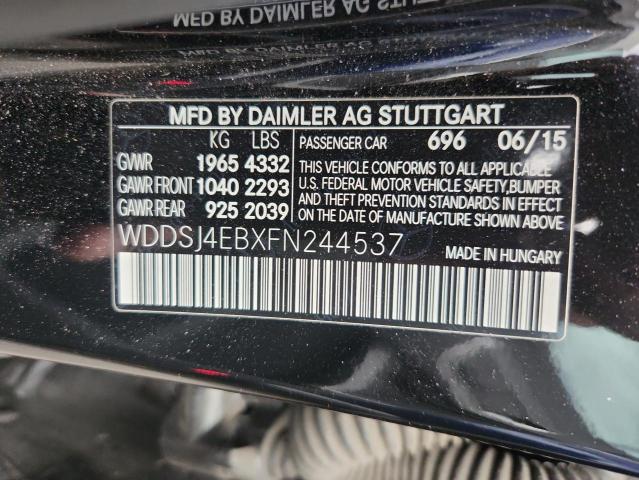 MFD BY DAIMLER AG STUTTGART
KG LBS PASSENGER CAR 696 06/15
GVWR 1965 4332 THIS VEHICLE CONFORMS TO ALL APPLICABLE
GAWR FRONT 1040 2293 U.S. FEDERAL MOTOR VEHICLE SAFETY, BUMPER
GAWR REAR 925 2039 AND THEFT PREVENTION STANDARDS IN EFFECT
ON THE DATE OF MANUFACTURE SHOWN ABOVE.
WDDSJ4EBXFN244537 MADE IN HUNGARY